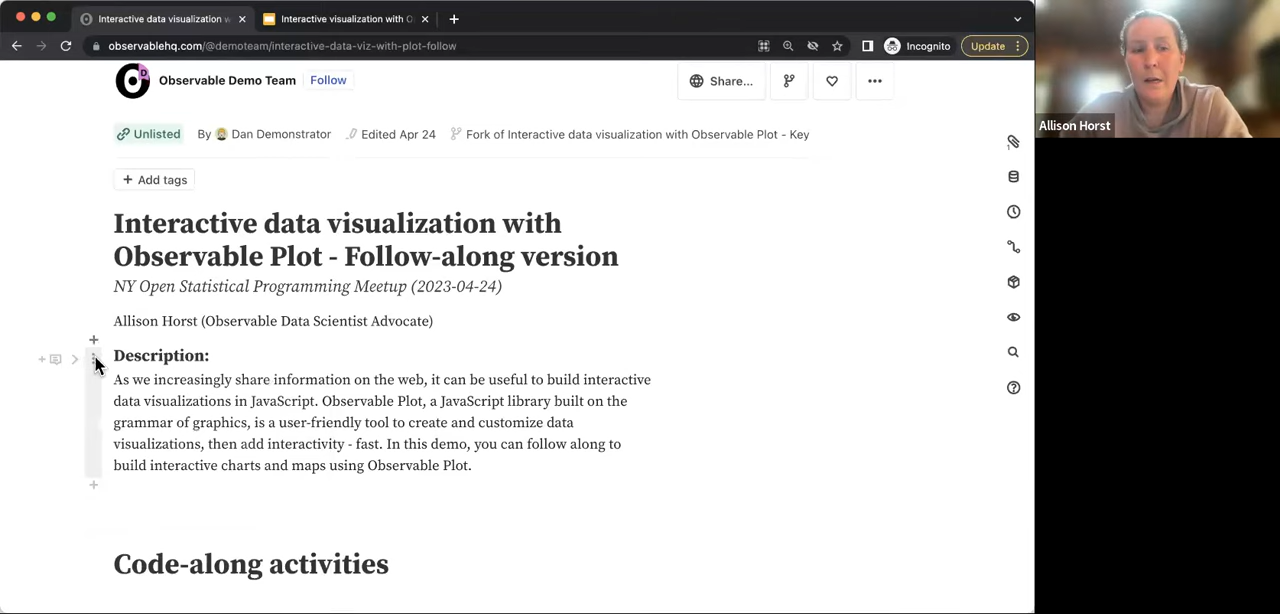 Interactive data visualization w
Interactive visualization with O
observablehq.com/@demoteam/interactive-data-viz-with-plot-follow
Incognito
Update
Observable Demo Team Follow
Share...
Unlisted By Dan Demonstrator Edited Apr 24 Fork of Interactive data visualization with Observable Plot - Key
+ Add tags
Interactive data visualization with
Observable Plot - Follow-along version
NY Open Statistical Programming Meetup (2023-04-24)
Allison Horst (Observable Data Scientist Advocate)
Description:
As we increasingly share information on the web, it can be useful to build interactive
data visualizations in JavaScript. Observable Plot, a JavaScript library built on the
grammar of graphics, is a user-friendly tool to create and customize data
visualizations, then add interactivity - fast. In this demo, you can follow along to
build interactive charts and maps using Observable Plot.
Code-along activities
Allison Horst